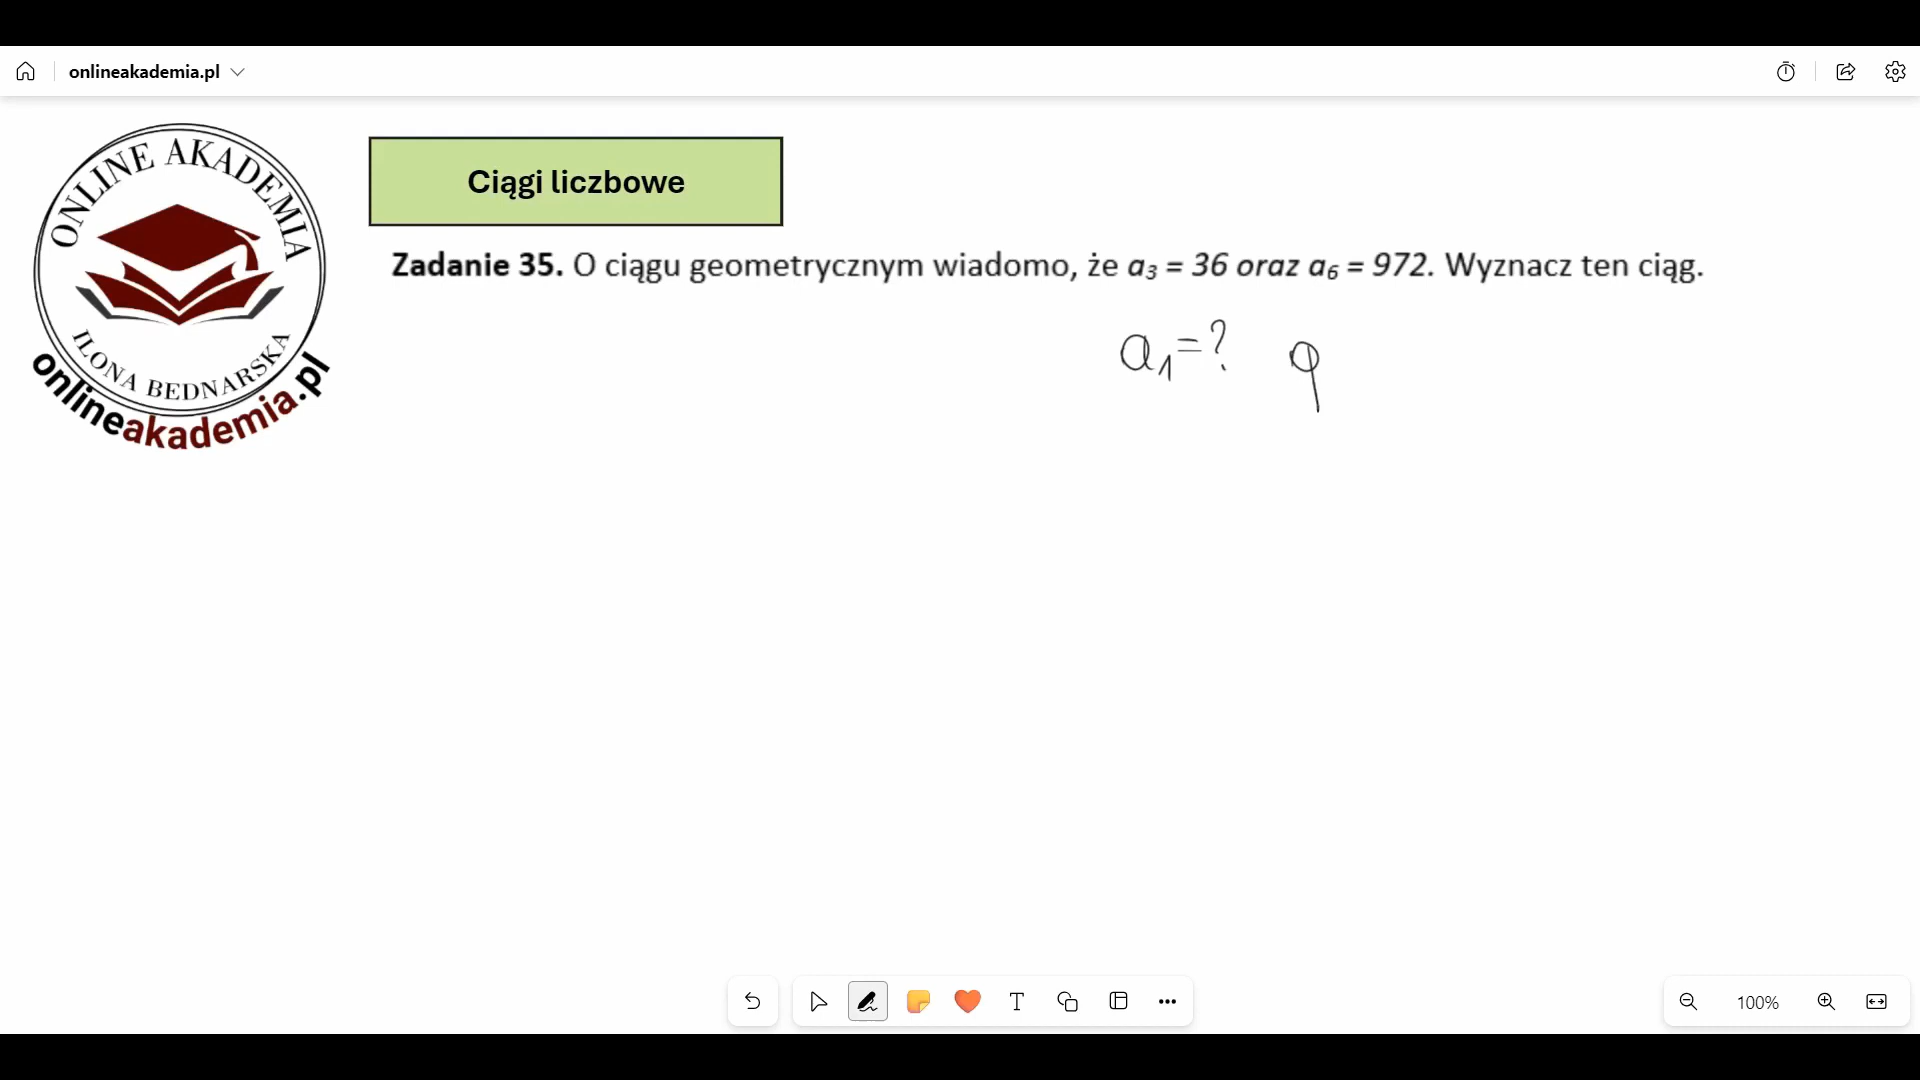 onlineakademia.pl
ONLINE AKADEMIA
ILONA BEDNARSKA
onlineakademia.pl
Ciągi liczbowe
Zadanie 35. O ciągu geometrycznym wiadomo, że a₃ = 36 oraz a₆ = 972. Wyznacz ten ciąg.
a₁=? q
T
100%